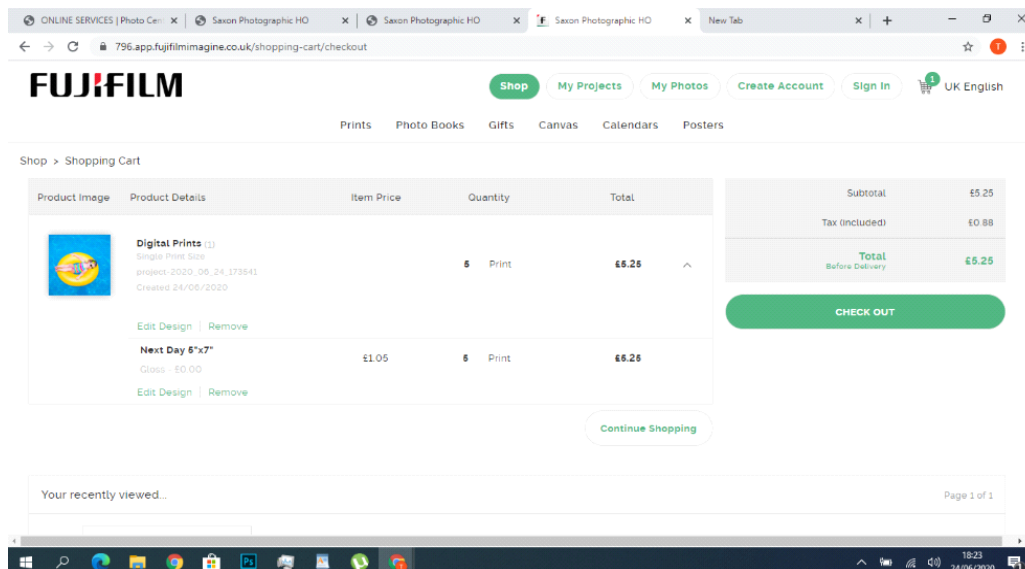 ONLINE SERVICES | Photo Cen
Saxon Photographic HO
Saxon Photographic HO
Saxon Photographic HO
New Tab
796.app.fujifilmimagine.co.uk/shopping-cart/checkout
T
FUJIFILM
Shop
My Projects
My Photos
Create Account
Sign In
1
UK English
Prints
Photo Books
Gifts
Canvas
Calendars
Posters
Shop > Shopping Cart
Product Image
Product Details
Item Price
Quantity
Total
Digital Prints (1)
Single Print Size
project-2020_06_24_173541
Created 24/06/2020
5 Print
£5.25
Edit Design | Remove
Next Day 5"x7"
Gloss - £0.00
£1.05
5 Print
£5.25
Edit Design | Remove
Continue Shopping
Subtotal £5.25
Tax (included) £0.88
Total £5.25
Before Delivery
CHECK OUT
Your recently viewed...
Page 1 of 1
Ps
18:23
24/06/2020